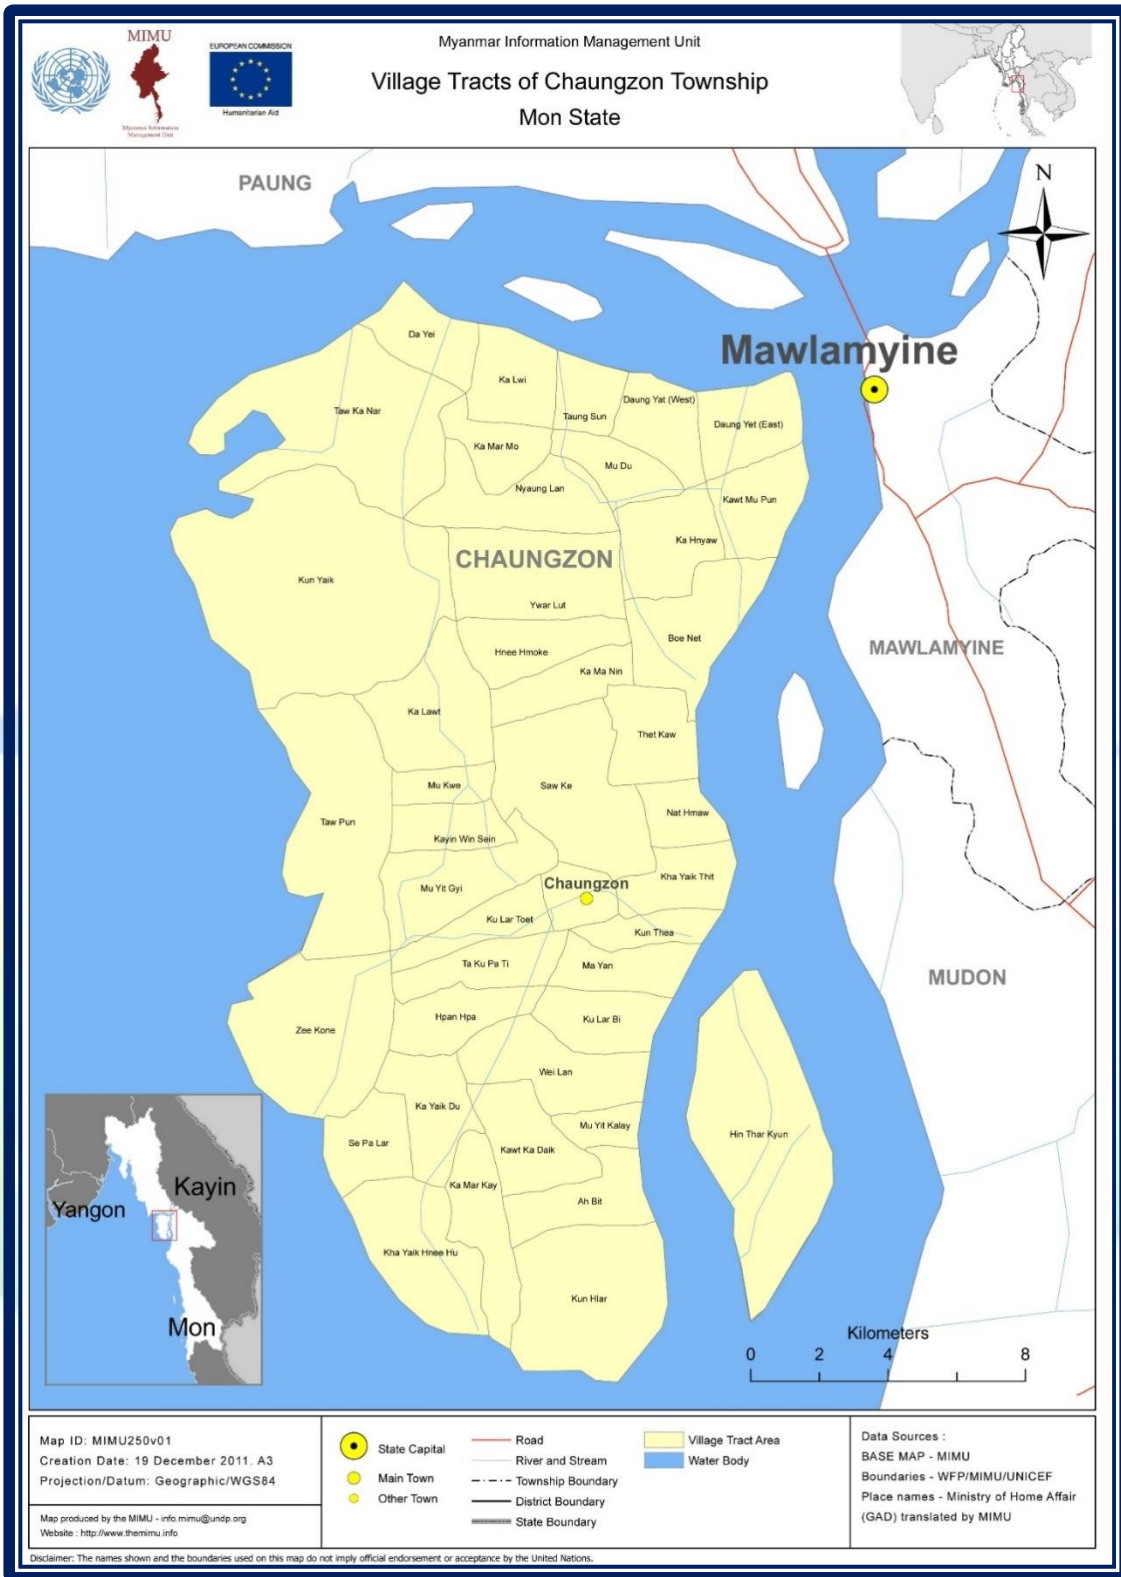 MIMU
Myanmar Information
Management Unit
EUROPEAN COMMISSION
Humanitarian Aid
Myanmar Information Management Unit
Village Tracts of Chaungzon Township
Mon State
PAUNG
N
Mawlamyine
Da Yei
Ka Lwi
Taw Ka Nar
Taung Sun
Daung Yat (West)
Daung Yet (East)
Ka Mar Mo
Mu Du
Nyaung Lan
Kawt Mu Pun
Ka Hnyaw
CHAUNGZON
Kun Yaik
Ywar Lut
Boe Net
MAWLAMYINE
Hnee Hmoke
Ka Ma Nin
Ka Lawt
Thet Kaw
Mu Kwe
Saw Ke
Taw Pun
Nat Hmaw
Kayin Win Sein
Kha Yaik Thit
Chaungzon
Mu Yit Gyi
Ku Lar Toet
Kun Thea
Ta Ku Pa Ti
Ma Yan
MUDON
Hpan Hpa
Ku Lar Bi
Zee Kone
Wei Lan
Ka Yaik Du
Mu Yit Kalay
Hin Thar Kyun
Se Pa Lar
Kawt Ka Daik
Ka Mar Kay
Ah Bit
Kha Yaik Hnee Hu
Kun Hlar
Kayin
Yangon
Mon
Kilometers
0 2 4 8
Map ID: MIMU250v01
Creation Date: 19 December 2011. A3
Projection/Datum: Geographic/WGS84
Map produced by the MIMU - info.mimu@undp.org
Website : http://www.themimu.info
State Capital
Main Town
Other Town
Road
River and Stream
Township Boundary
District Boundary
State Boundary
Village Tract Area
Water Body
Data Sources :
BASE MAP - MIMU
Boundaries - WFP/MIMU/UNICEF
Place names - Ministry of Home Affair
(GAD) translated by MIMU
Disclaimer: The names shown and the boundaries used on this map do not imply official endorsement or acceptance by the United Nations.